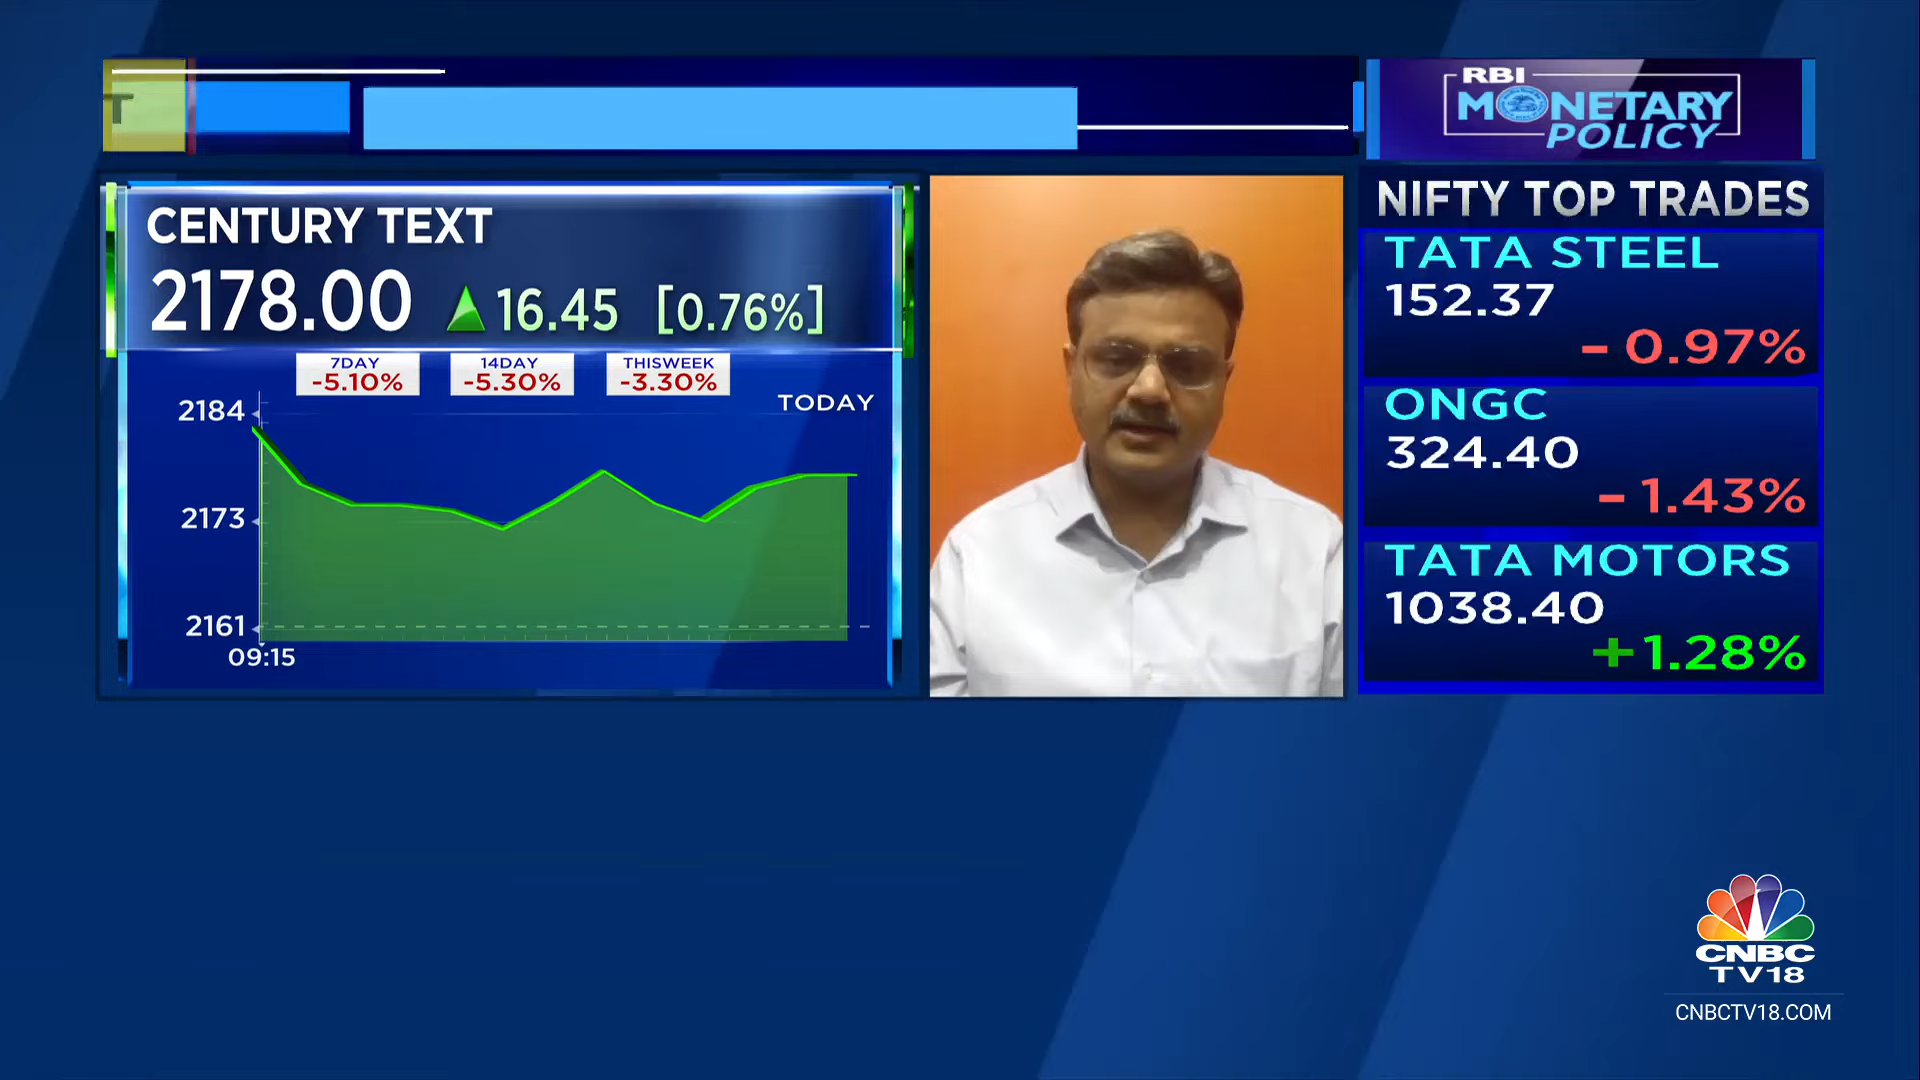 T
RBI
MONETARY
POLICY
CENTURY TEXT
2178.00 ▲ 16.45 [0.76%]
7DAY
-5.10%
14DAY
-5.30%
THISWEEK
-3.30%
TODAY
2184
2173
2161
09:15
NIFTY TOP TRADES
TATA STEEL
152.37
- 0.97%
ONGC
324.40
- 1.43%
TATA MOTORS
1038.40
+ 1.28%
CNBC
TV18
CNBCTV18.COM